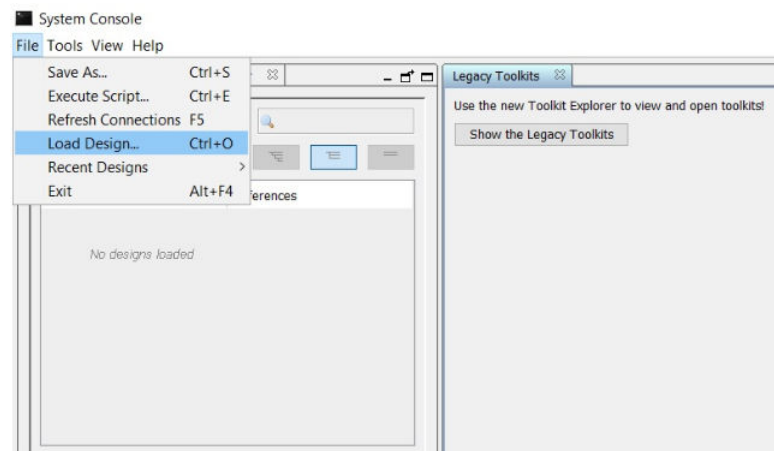 System Console
File Tools View Help
Save As... Ctrl+S
Execute Script... Ctrl+E
Refresh Connections F5
Load Design... Ctrl+O
Recent Designs >
Exit Alt+F4
ferences
No designs loaded
Legacy Toolkits
Use the new Toolkit Explorer to view and open toolkits!
Show the Legacy Toolkits